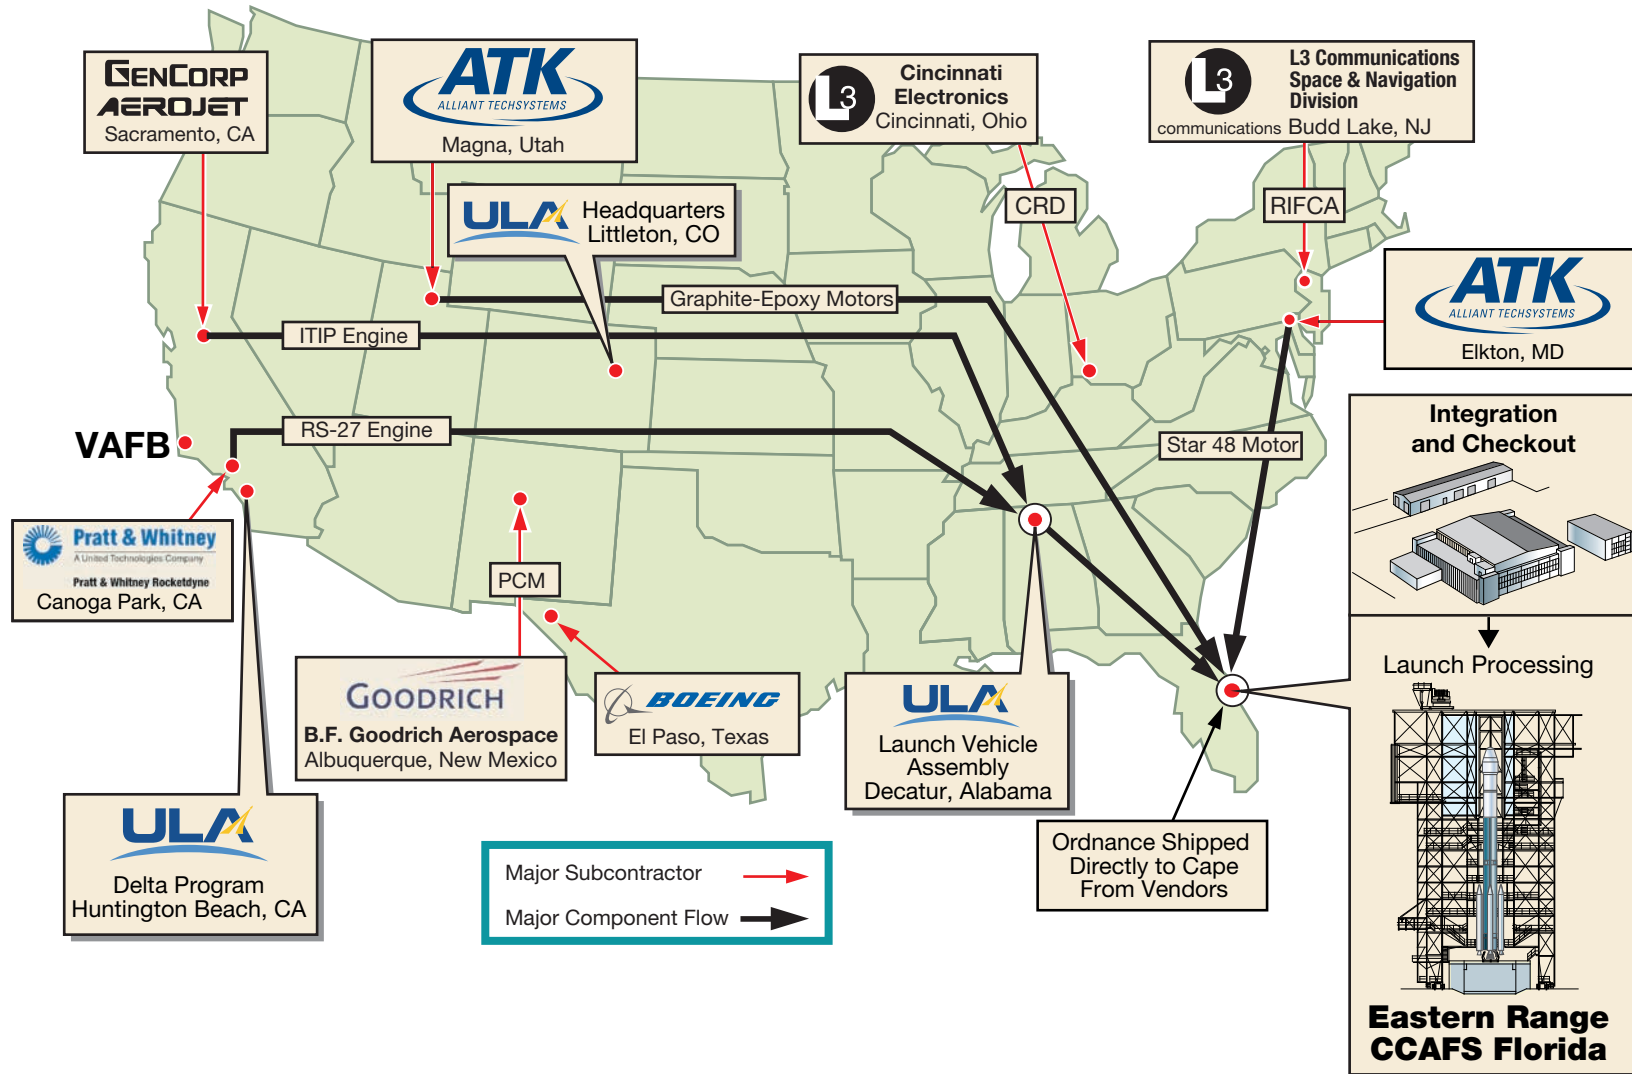 GENCORP
AEROJET
Sacramento, CA
ATK
ALLIANT TECHSYSTEMS
Magna, Utah
L3
Cincinnati
Electronics
Cincinnati, Ohio
L3
communications
L3 Communications
Space & Navigation
Division
Budd Lake, NJ
ULA
Headquarters
Littleton, CO
CRD
RIFCA
ATK
ALLIANT TECHSYSTEMS
Elkton, MD
Graphite-Epoxy Motors
ITIP Engine
RS-27 Engine
Star 48 Motor
VAFB
Pratt & Whitney
A United Technologies Company
Pratt & Whitney Rocketdyne
Canoga Park, CA
PCM
GOODRICH
B.F. Goodrich Aerospace
Albuquerque, New Mexico
BOEING
El Paso, Texas
ULA
Launch Vehicle
Assembly
Decatur, Alabama
ULA
Delta Program
Huntington Beach, CA
Major Subcontractor
Major Component Flow
Ordnance Shipped
Directly to Cape
From Vendors
Integration
and Checkout
Launch Processing
Eastern Range
CCAFS Florida